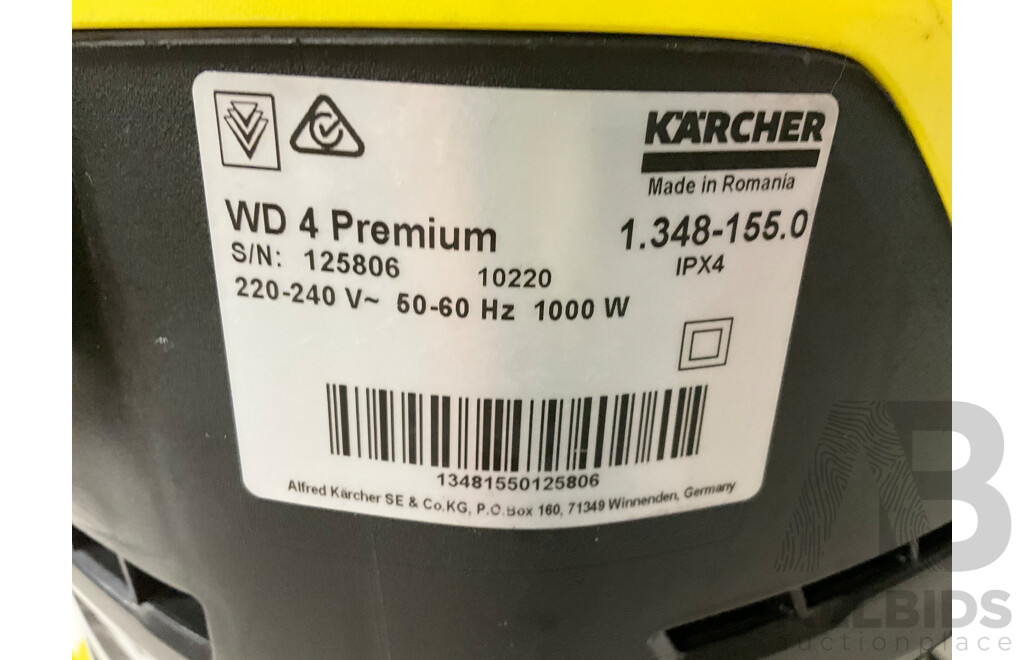 KÄRCHER
Made in Romania
WD 4 Premium 1.348-155.0
S/N: 125806 10220 IPX4
220-240 V~ 50-60 Hz 1000 W
13481550125806
Alfred Kärcher SE & Co.KG, P.O.Box 160, 71349 Winnenden, Germany
AB
ALLBIDS
auctionplace